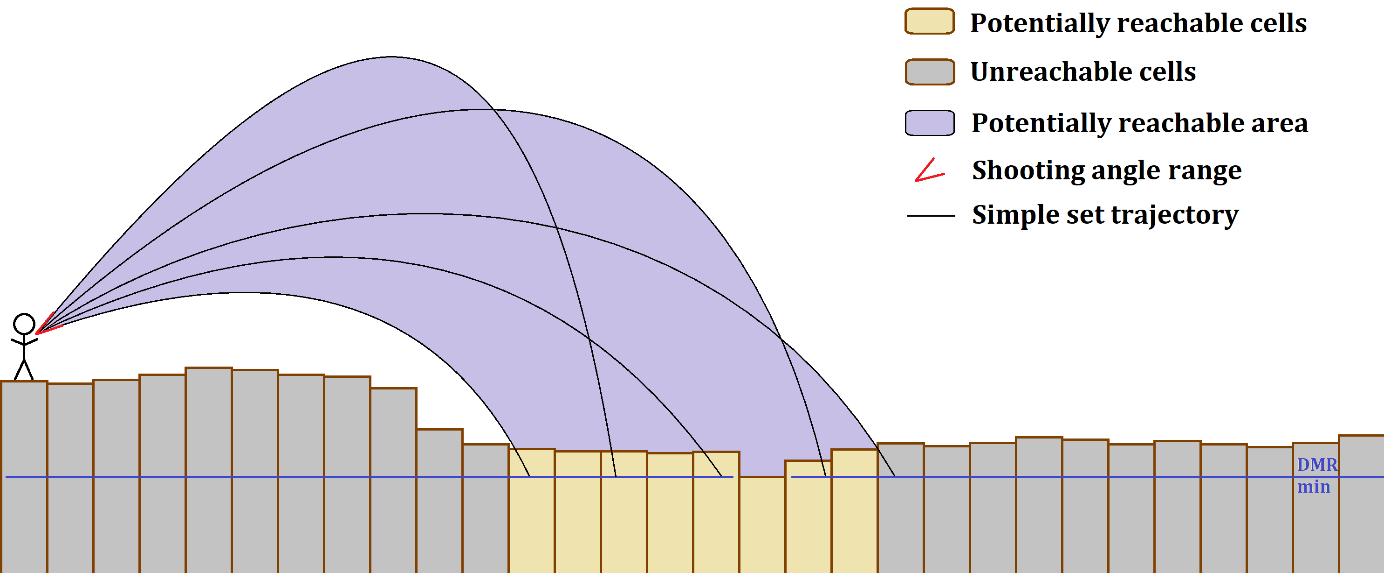 Potentially reachable cells
Unreachable cells
Potentially reachable area
Shooting angle range
Simple set trajectory
DMR
min